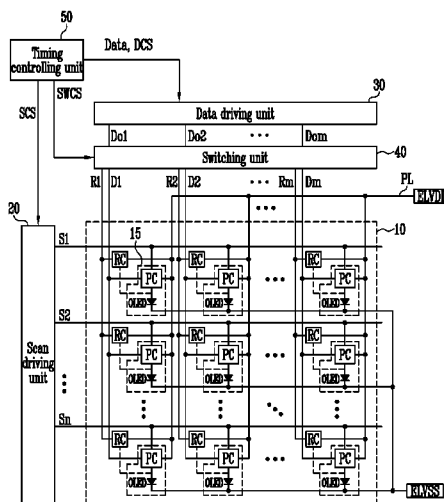 50
Timing
controlling unit
Data, DCS
SCS
SWCS
30
Data driving unit
Do1 Do2 ... Dom
40
Switching unit
R1 D1 R2 D2 ... Rm Dm
PL
ELVDD
20
10
Scan
driving
unit
S1
15
RC PC OLED RC PC OLED ... RC PC OLED
S2
RC PC OLED RC PC OLED ... RC PC OLED
Sn
RC PC OLED RC PC OLED ... RC PC OLED
ELVSS